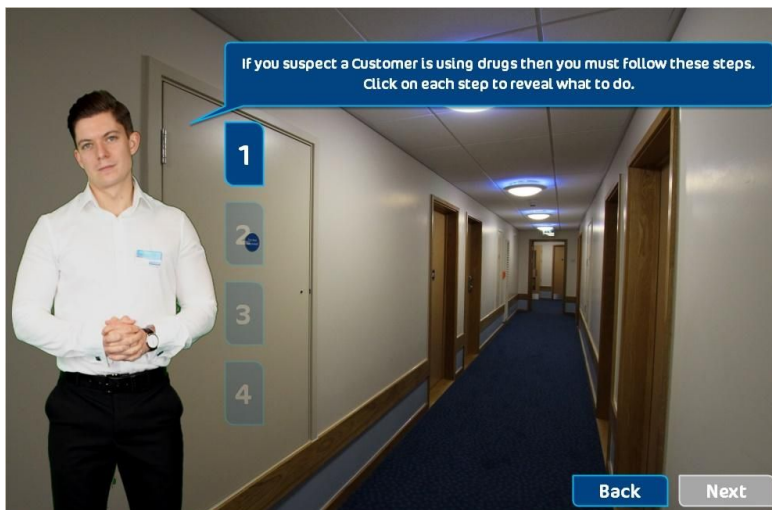 If you suspect a Customer is using drugs then you must follow these steps.
Click on each step to reveal what to do.
1
2
3
4
Back
Next